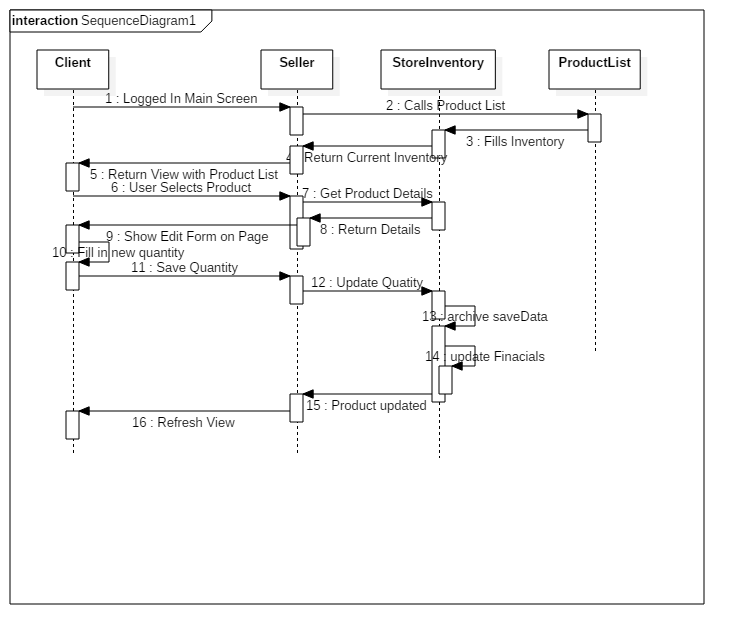 interaction SequenceDiagram1
Client
Seller
StoreInventory
ProductList
1 : Logged In Main Screen
2 : Calls Product List
3 : Fills Inventory
4 : Return Current Inventory
5 : Return View with Product List
6 : User Selects Product
7 : Get Product Details
8 : Return Details
9 : Show Edit Form on Page
10 : Fill in new quantity
11 : Save Quantity
12 : Update Quatity
13 : archive saveData
14 : update Finacials
15 : Product updated
16 : Refresh View